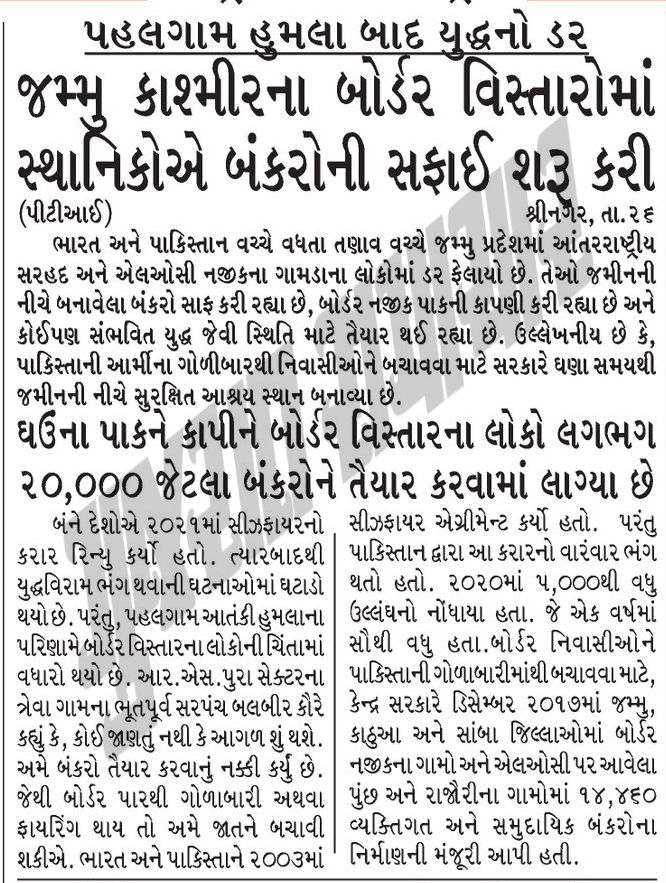 પહલગામ હુમલા બાદ યુદ્ધનો ડર
જમ્મુ કાશ્મીરના બોર્ડર વિસ્તારોમાં
સ્થાનિકોએ બંકરોની સફાઈ શરૂ કરી
(પીટીઆઈ) શ્રીનગર, તા.૨૬
ભારત અને પાકિસ્તાન વચ્ચે વધતા તણાવ વચ્ચે જમ્મુ પ્રદેશમાં આંતરરાષ્ટ્રીય
સરહદ અને એલઓસી નજીકના ગામડાના લોકોમાં ડર ફેલાયો છે. તેઓ જમીનની
નીચે બનાવેલા બંકરો સાફ કરી રહ્યા છે, બોર્ડર નજીક પાકની કાપણી કરી રહ્યા છે અને
કોઈપણ સંભવિત યુદ્ધ જેવી સ્થિતિ માટે તૈયાર થઈ રહ્યા છે. ઉલ્લેખનીય છે કે,
પાકિસ્તાની આર્મીના ગોળીબારથી નિવાસીઓને બચાવવા માટે સરકારે ઘણા સમયથી
જમીનની નીચે સુરક્ષિત આશ્રય સ્થાન બનાવ્યા છે.
ઘઉંના પાકને કાપીને બોર્ડર વિસ્તારના લોકો લગભગ
૨૦,૦૦૦ જેટલા બંકરોને તૈયાર કરવામાં લાગ્યા છે
બંને દેશોએ ૨૦૨૧માં સીઝફાયરનો
કરાર રિન્યુ કર્યો હતો. ત્યારબાદથી
યુદ્ધવિરામ ભંગ થવાની ઘટનાઓમાં ઘટાડો
થયો છે. પરંતુ, પહલગામ આતંકી હુમલાના
પરિણામે બોર્ડર વિસ્તારના લોકોની ચિંતામાં
વધારો થયો છે. આર.એસ.પુરા સેક્ટરના
ત્રેવા ગામના ભૂતપૂર્વ સરપંચ બલબીર કૌરે
કહ્યું કે, કોઈ જાણતું નથી કે આગળ શું થશે.
અમે બંકરો તૈયાર કરવાનું નક્કી કર્યું છે.
જેથી બોર્ડર પારથી ગોળાબારી અથવા
ફાયરિંગ થાય તો અમે જાતને બચાવી
શકીએ. ભારત અને પાકિસ્તાને ૨૦૦૩માં
સીઝફાયર એગ્રીમેન્ટ કર્યો હતો. પરંતુ
પાકિસ્તાન દ્વારા આ કરારનો વારંવાર ભંગ
થતો હતો. ૨૦૨૦માં ૫,૦૦૦થી વધુ
ઉલ્લંઘનો નોંધાયા હતા. જે એક વર્ષમાં
સૌથી વધુ હતા.બોર્ડર નિવાસીઓને
પાકિસ્તાની ગોળાબારીમાંથી બચાવવા માટે,
કેન્દ્ર સરકારે ડિસેમ્બર ૨૦૧૭માં જમ્મુ,
કાઠુઆ અને સાંબા જિલ્લાઓમાં બોર્ડર
નજીકના ગામો અને એલઓસી પર આવેલા
પુંછ અને રાજૌરીના ગામોમાં ૧૪,૪૬૦
વ્યક્તિગત અને સમુદાયિક બંકરોના
નિર્માણની મંજૂરી આપી હતી.
ગુજરાત સમાચાર